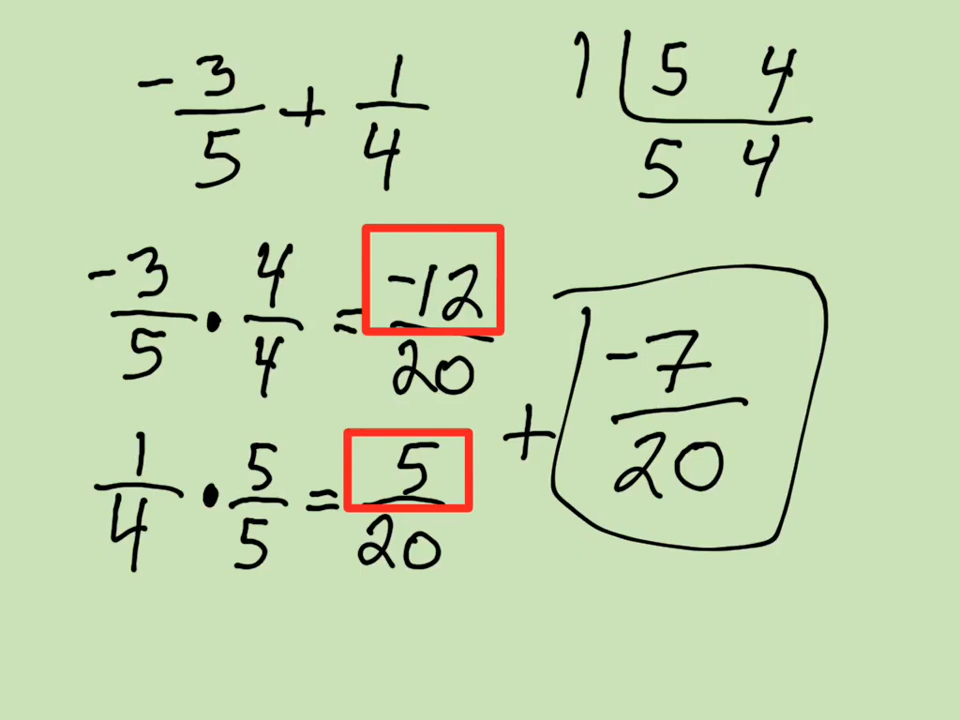 -3/5 + 1/4
1 | 5 4
5 4
-3/5 • 4/4 = -12/20
1/4 • 5/5 = 5/20
+ -7/20